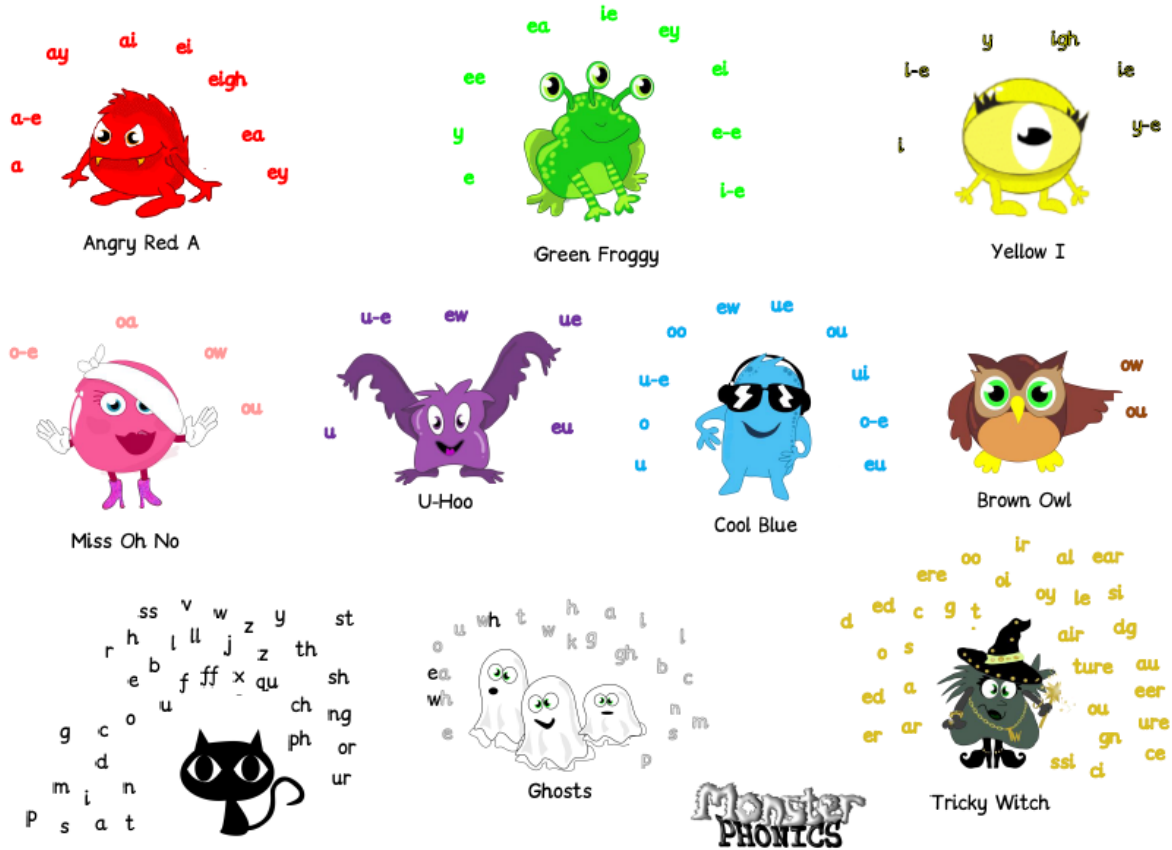 ay ai ei eigh
a-e ea
a ey
Angry Red A
ea ie ey
ee ei
y e-e
e i-e
Green Froggy
y igh
i-e ie
i y-e
Yellow I
oa
o-e ow
ou
Miss Oh No
u-e ew ue
u eu
U-Hoo
oo ew ue ou
u-e ui
o o-e
u eu
Cool Blue
ow
ou
Brown Owl
ss v w y st
r h l ll j z th
b z
e f ff x qu sh
u ch
o ng
g c ph or
d ur
m i n
p s a t
u wh t h a i l
o w k g gh b
ea c
wh n
e s m
p
Ghosts
Monster
PHONICS
oo ir al ear
ere oi
ed c g t oy le si
d air dg
o s ture au
ed a eer
ou ure
er ar gn
ssi ci ce
Tricky Witch